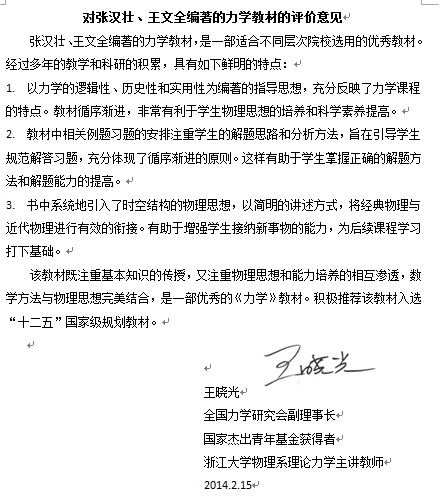 对张汉壮、王文全编著的力学教材的评价意见
张汉壮、王文全编著的力学教材，是一部适合不同层次院校选用的优秀教材。
经过多年的教学和科研的积累，具有如下鲜明的特点：
1. 以力学的逻辑性、历史性和实用性为编著的指导思想，充分反映了力学课程
的特点。教材循序渐进，非常有利于学生物理思想的培养和科学素养提高。
2. 教材中相关例题习题的安排注重学生的解题思路和分析方法，旨在引导学生
规范解答习题，充分体现了循序渐进的原则。这样有助于学生掌握正确的解题方
法和解题能力的提高。
3. 书中系统地引入了时空结构的物理思想，以简明的讲述方式，将经典物理与
近代物理进行有效的衔接。有助于增强学生接纳新事物的能力，为后续课程学习
打下基础。
该教材既注重基本知识的传授，又注重物理思想和能力培养的相互渗透，数
学方法与物理思想完美结合，是一部优秀的《力学》教材。积极推荐该教材入选
“十二五”国家级规划教材。
王晓光
王晓光
全国力学研究会副理事长
国家杰出青年基金获得者
浙江大学物理系理论力学主讲教师
2014.2.15